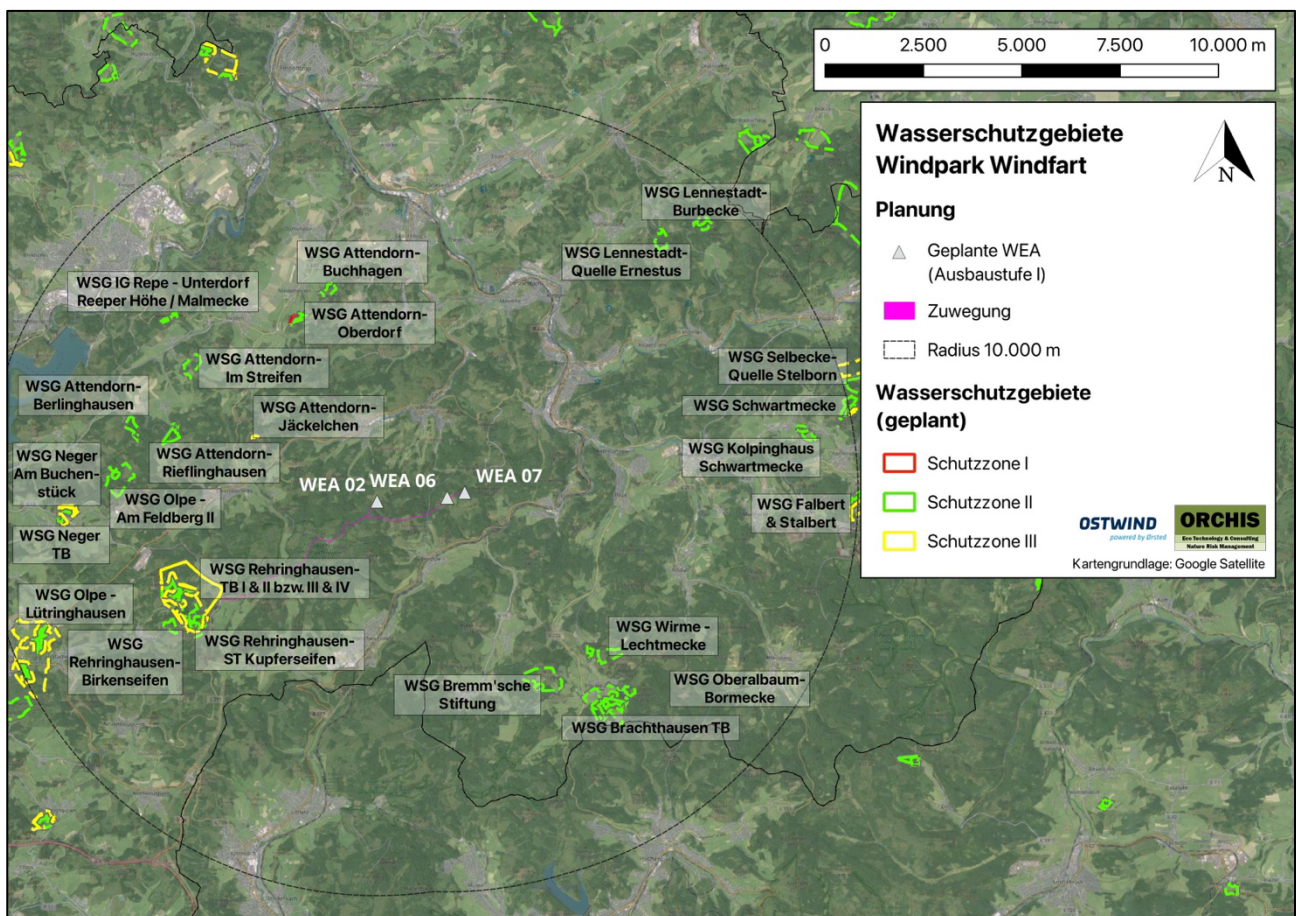 0 2.500 5.000 7.500 10.000 m
Wasserschutzgebiete
Windpark Windfart
N
Planung
Geplante WEA
(Ausbaustufe I)
Zuwegung
Radius 10.000 m
Wasserschutzgebiete
(geplant)
Schutzzone I
Schutzzone II
Schutzzone III
OSTWIND
powered by Ørsted
ORCHIS
Eco Technology & Consulting
Nature Risk Management
Kartengrundlage: Google Satellite
WSG Lennestadt-
Burbecke
WSG Lennestadt-
Quelle Ernestus
WSG Attendorn-
Buchhagen
WSG IG Repe - Unterdorf
Reeper Höhe / Malmecke
WSG Attendorn-
Oberdorf
WSG Attendorn-
Im Streifen
WSG Selbecke-
Quelle Stelborn
WSG Attendorn-
Berlinghausen
WSG Attendorn-
Jäckelchen
WSG Schwartmecke
WSG Neger
Am Buchen-
stück
WSG Attendorn-
Rieflinghausen
WSG Kolpinghaus
Schwartmecke
WEA 02
WEA 06
WEA 07
WSG Olpe -
Am Feldberg II
WSG Falbert
& Stalbert
WSG Neger
TB
WSG Rehringhausen-
TB I & II bzw. III & IV
WSG Olpe -
Lütringhausen
WSG
Rehringhausen-
Birkenseifen
WSG Rehringhausen-
ST Kupferseifen
WSG Wirme -
Lechtmecke
WSG Bremm'sche
Stiftung
WSG Oberalbaum-
Bormecke
WSG Brachthausen TB